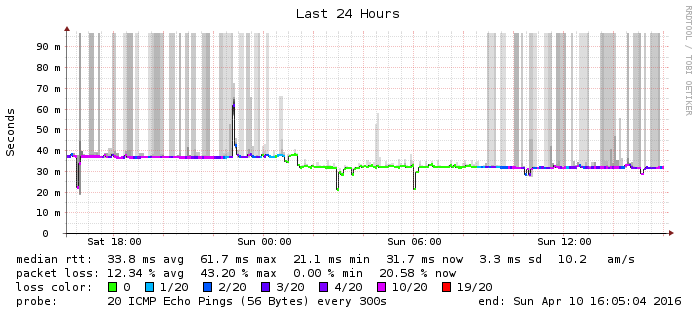 Last 24 Hours
RRDTOOL / TOBI OETIKER
Seconds
90 m
80 m
70 m
60 m
50 m
40 m
30 m
20 m
10 m
0
Sat 18:00 Sun 00:00 Sun 06:00 Sun 12:00
median rtt: 33.8 ms avg 61.7 ms max 21.1 ms min 31.7 ms now 3.3 ms sd 10.2 am/s
packet loss: 12.34 % avg 43.20 % max 0.00 % min 20.58 % now
loss color: 0 1/20 2/20 3/20 4/20 10/20 19/20
probe: 20 ICMP Echo Pings (56 Bytes) every 300s end: Sun Apr 10 16:05:04 2016